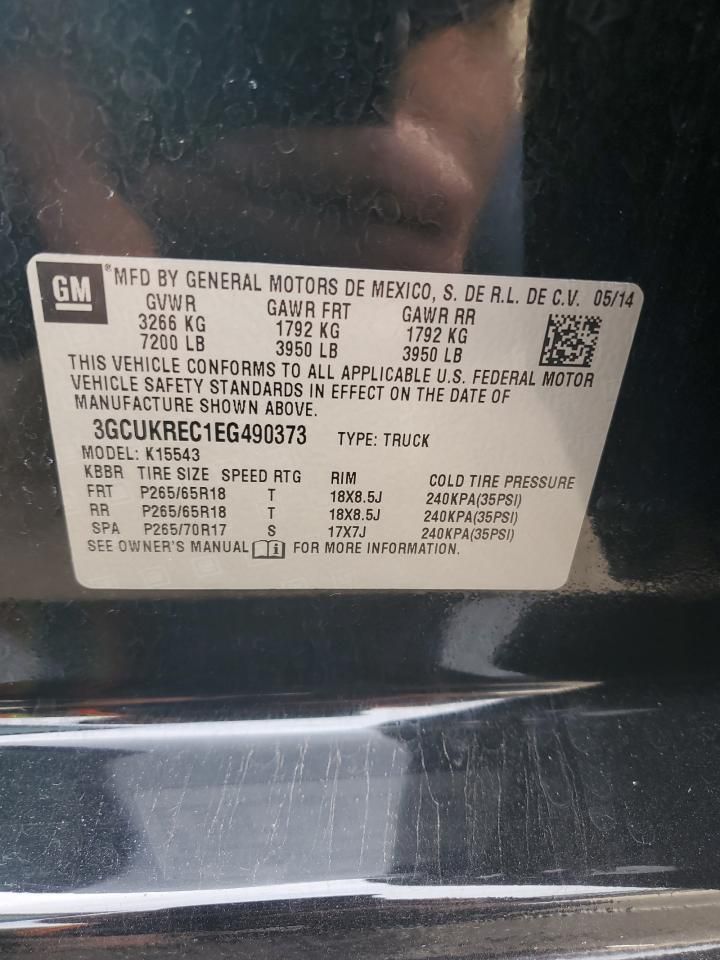 GM ® MFD BY GENERAL MOTORS DE MEXICO, S. DE R.L. DE C.V. 05/14
GVWR GAWR FRT GAWR RR
3266 KG 1792 KG 1792 KG
7200 LB 3950 LB 3950 LB
THIS VEHICLE CONFORMS TO ALL APPLICABLE U.S. FEDERAL MOTOR
VEHICLE SAFETY STANDARDS IN EFFECT ON THE DATE OF
MANUFACTURE SHOWN ABOVE.
3GCUKREC1EG490373 TYPE: TRUCK
MODEL: K15543
KBBR TIRE SIZE SPEED RTG RIM COLD TIRE PRESSURE
FRT P265/65R18 T 18X8.5J 240KPA(35PSI)
RR P265/65R18 T 18X8.5J 240KPA(35PSI)
SPA P265/70R17 S 17X7J 240KPA(35PSI)
SEE OWNER'S MANUAL FOR MORE INFORMATION.